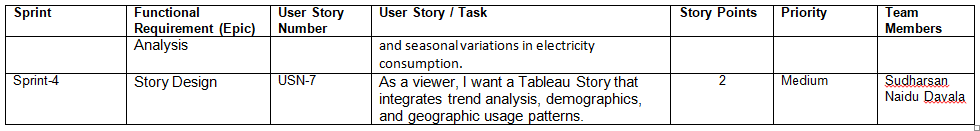 Sprint Functional Requirement (Epic) User Story Number User Story / Task Story Points Priority Team Members
Analysis and seasonal variations in electricity
consumption.
Sprint-4 Story Design USN-7 As a viewer, I want a Tableau Story that 2 Medium Sudharsan
integrates trend analysis, demographics, Naidu Davala
and geographic usage patterns.